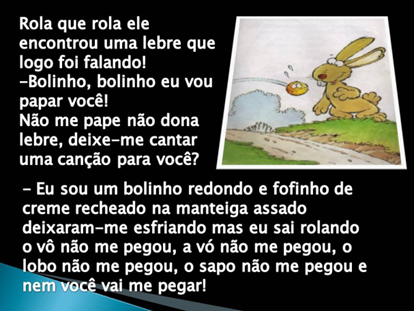 Rola que rola ele
encontrou uma lebre que
logo foi falando!
-Bolinho, bolinho eu vou
papar você!
Não me pape não dona
lebre, deixe-me cantar
uma canção para você?
- Eu sou um bolinho redondo e fofinho de
creme recheado na manteiga assado
deixaram-me esfriando mas eu sai rolando
o vô não me pegou, a vó não me pegou, o
lobo não me pegou, o sapo não me pegou e
nem você vai me pegar!